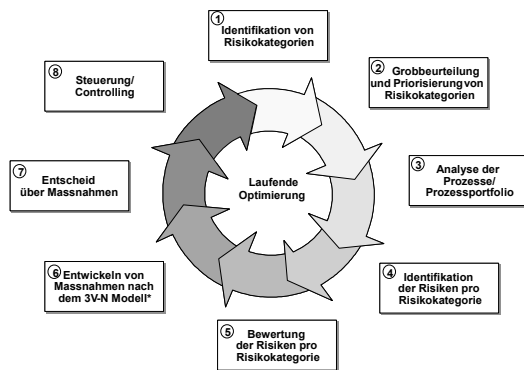 1
Identifikation von
Risikokategorien
2
Grobbeurteilung
und Priorisierung von
Risikokategorien
3
Analyse der
Prozesse/
Prozessportfolio
4
Identifikation
der Risiken pro
Risikokategorie
5
Bewertung
der Risiken pro
Risikokategorie
6
Entwickeln von
Massnahmen nach
dem 3V-N Modell*
7
Entscheid
über Massnahmen
8
Steuerung/
Controlling
Laufende
Optimierung